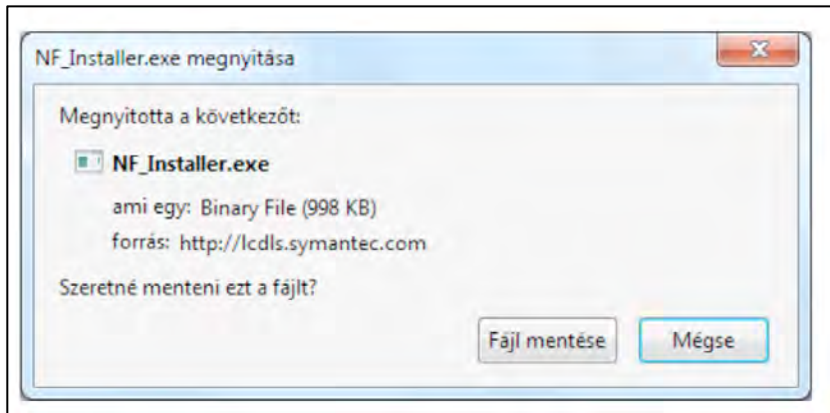 NF_Installer.exe megnyitása
Megnyitotta a következőt:
NF_Installer.exe
ami egy: Binary File (998 KB)
forrás: http://lcdls.symantec.com
Szeretné menteni ezt a fájlt?
Fájl mentése
Mégse